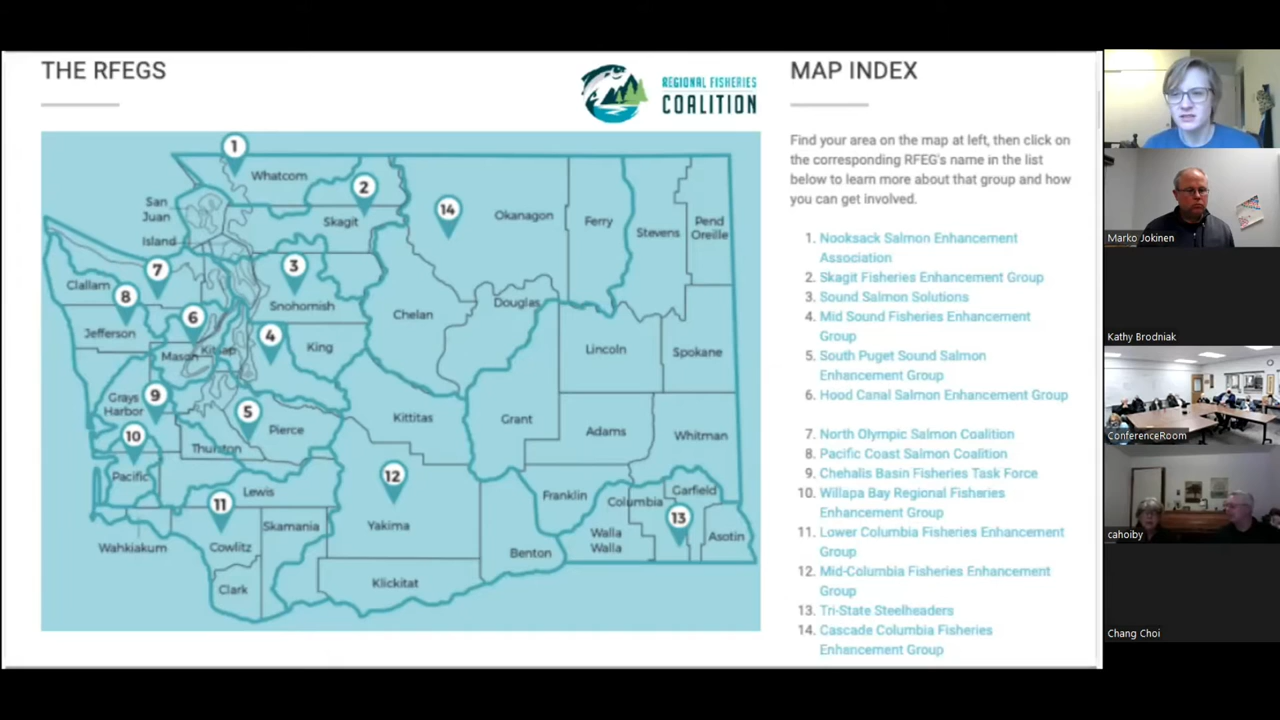 THE RFEGS
REGIONAL FISHERIES
COALITION
MAP INDEX
Find your area on the map at left, then click on
the corresponding RFEG's name in the list
below to learn more about that group and how
you can get involved.
1. Nooksack Salmon Enhancement
Association
2. Skagit Fisheries Enhancement Group
3. Sound Salmon Solutions
4. Mid Sound Fisheries Enhancement
Group
5. South Puget Sound Salmon
Enhancement Group
6. Hood Canal Salmon Enhancement Group
7. North Olympic Salmon Coalition
8. Pacific Coast Salmon Coalition
9. Chehalis Basin Fisheries Task Force
10. Willapa Bay Regional Fisheries
Enhancement Group
11. Lower Columbia Fisheries Enhancement
Group
12. Mid-Columbia Fisheries Enhancement
Group
13. Tri-State Steelheaders
14. Cascade Columbia Fisheries
Enhancement Group
1
Whatcom
2
14
San
Juan
Skagit
Okanagon
Ferry
Stevens
Pend
Oreille
Island
7
3
Clallam
8
Snohomish
Douglas
6
Chelan
Jefferson
4
King
Mason
Kitsap
Lincoln
Spokane
9
Grays
Harbor
5
Kittitas
Grant
10
Pierce
Adams
Whitman
Thurston
Pacific
12
Lewis
Franklin
Columbia
Garfield
11
13
Skamania
Yakima
Walla
Walla
Asotin
Wahkiakum
Cowlitz
Benton
Clark
Klickitat
Marko Jokinen
Kathy Brodniak
ConferenceRoom
cahoiby
Chang Choi